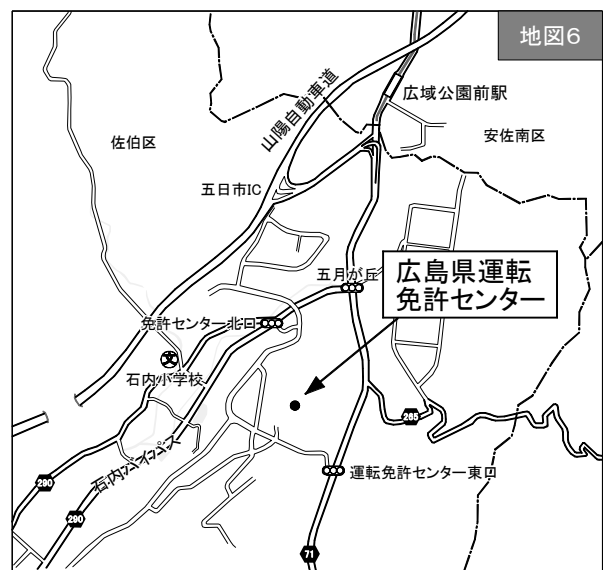 地図6
広域公園前駅
山陽自動車道
佐伯区
安佐南区
五日市IC
五月が丘
広島県運転
免許センター
免許センター北口
文
石内小学校
265
石内バイパス
運転免許センター東口
290
290
71